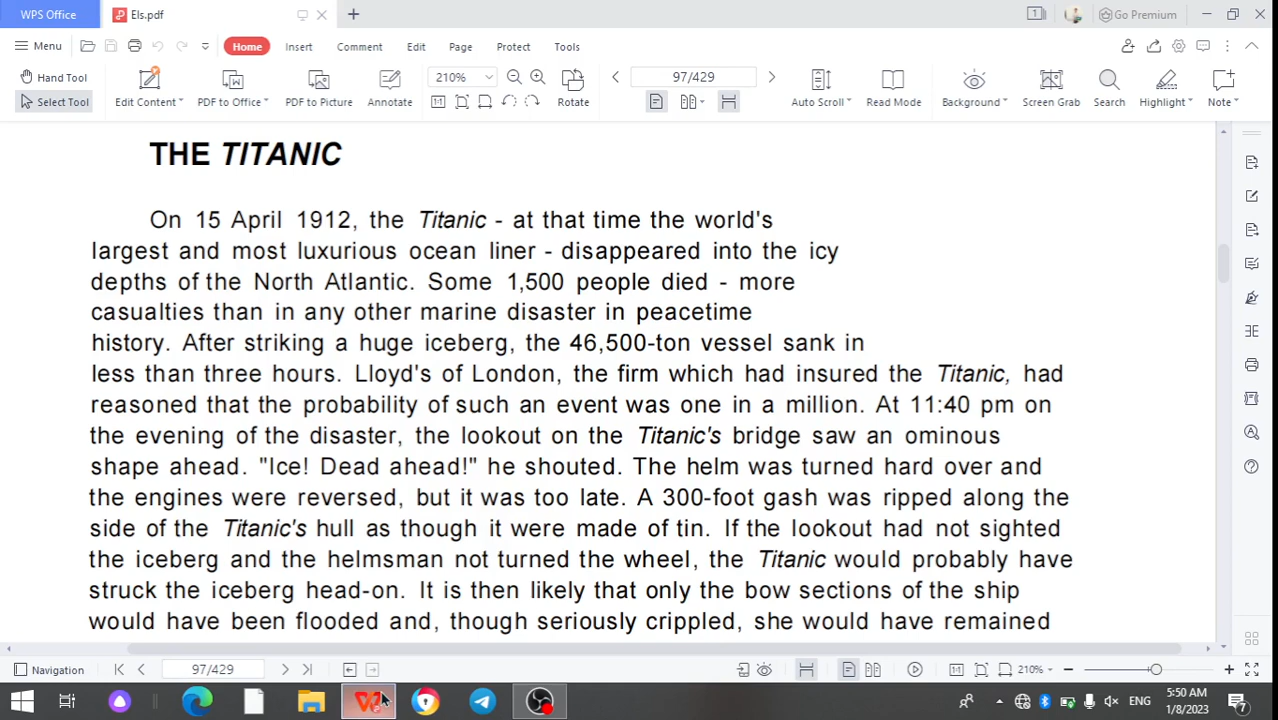 WPS Office
Els.pdf
1
Go Premium
Menu
Home
Insert
Comment
Edit
Page
Protect
Tools
Hand Tool
Select Tool
Edit Content
PDF to Office
PDF to Picture
Annotate
210%
Rotate
97/429
Auto Scroll
Read Mode
Background
Screen Grab
Search
Highlight
Note
THE TITANIC
On 15 April 1912, the Titanic - at that time the world's
largest and most luxurious ocean liner - disappeared into the icy
depths of the North Atlantic. Some 1,500 people died - more
casualties than in any other marine disaster in peacetime
history. After striking a huge iceberg, the 46,500-ton vessel sank in
less than three hours. Lloyd's of London, the firm which had insured the Titanic, had
reasoned that the probability of such an event was one in a million. At 11:40 pm on
the evening of the disaster, the lookout on the Titanic's bridge saw an ominous
shape ahead. "Ice! Dead ahead!" he shouted. The helm was turned hard over and
the engines were reversed, but it was too late. A 300-foot gash was ripped along the
side of the Titanic's hull as though it were made of tin. If the lookout had not sighted
the iceberg and the helmsman not turned the wheel, the Titanic would probably have
struck the iceberg head-on. It is then likely that only the bow sections of the ship
would have been flooded and, though seriously crippled, she would have remained
Navigation
97/429
210%
ENG
5:50 AM
1/8/2023
7